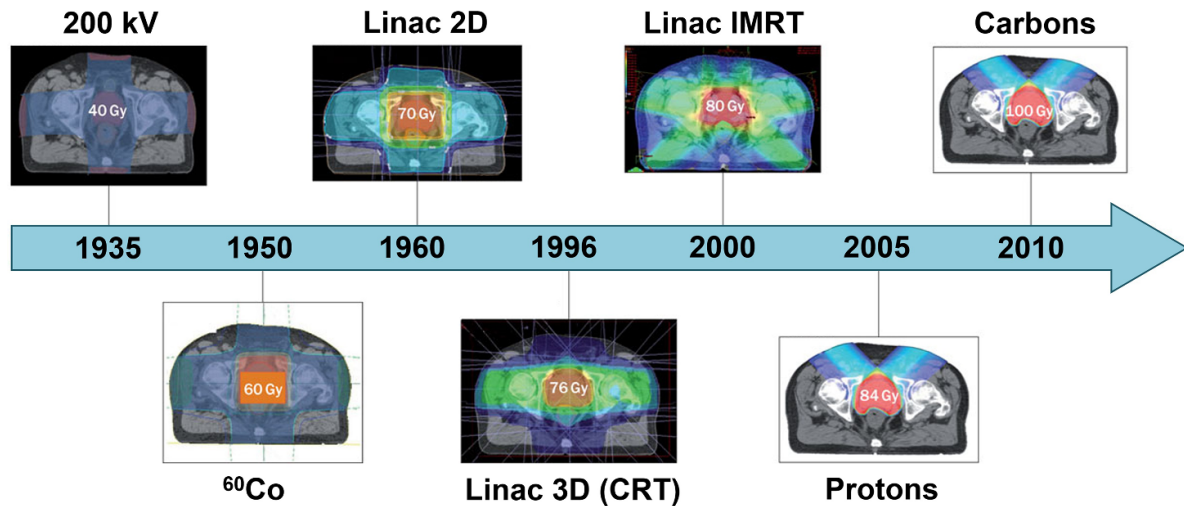 200 kV
Linac 2D
Linac IMRT
Carbons
40 Gy
70 Gy
80 Gy
100 Gy
1935
1950
1960
1996
2000
2005
2010
60 Gy
76 Gy
84 Gy
⁶⁰Co
Linac 3D (CRT)
Protons